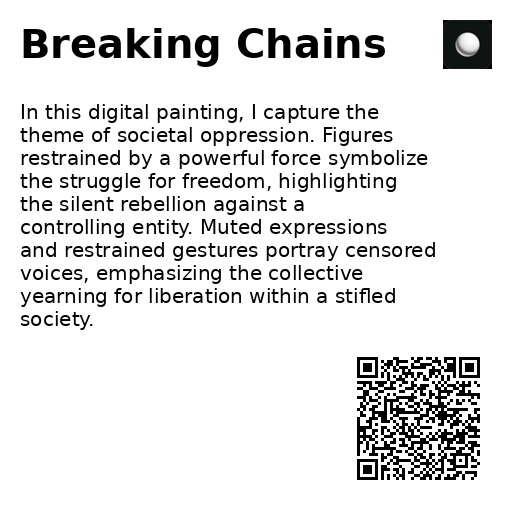 Breaking Chains
In this digital painting, I capture the
theme of societal oppression. Figures
restrained by a powerful force symbolize
the struggle for freedom, highlighting
the silent rebellion against a
controlling entity. Muted expressions
and restrained gestures portray censored
voices, emphasizing the collective
yearning for liberation within a stifled
society.